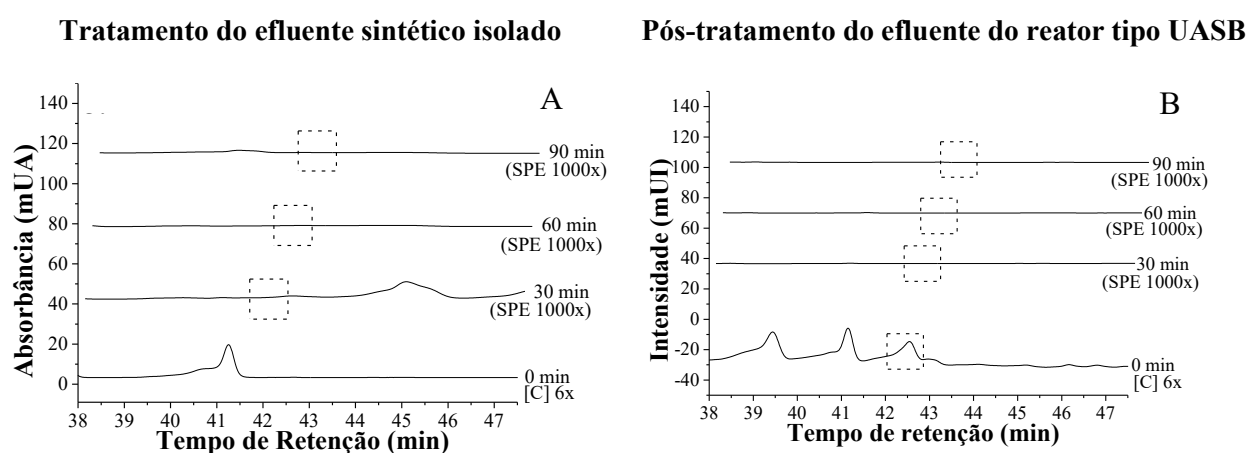 Tratamento do efluente sintético isolado
Pós-tratamento do efluente do reator tipo UASB
A
Absorbância (mUA)
140
120
100
80
60
40
20
0
90 min
(SPE 1000x)
60 min
(SPE 1000x)
30 min
(SPE 1000x)
0 min
[C] 6x
38 39 40 41 42 43 44 45 46 47
Tempo de Retenção (min)
B
Intensidade (mUI)
140
120
100
80
60
40
20
0
-20
-40
90 min
(SPE 1000x)
60 min
(SPE 1000x)
30 min
(SPE 1000x)
0 min
[C] 6x
38 39 40 41 42 43 44 45 46 47
Tempo de retenção (min)